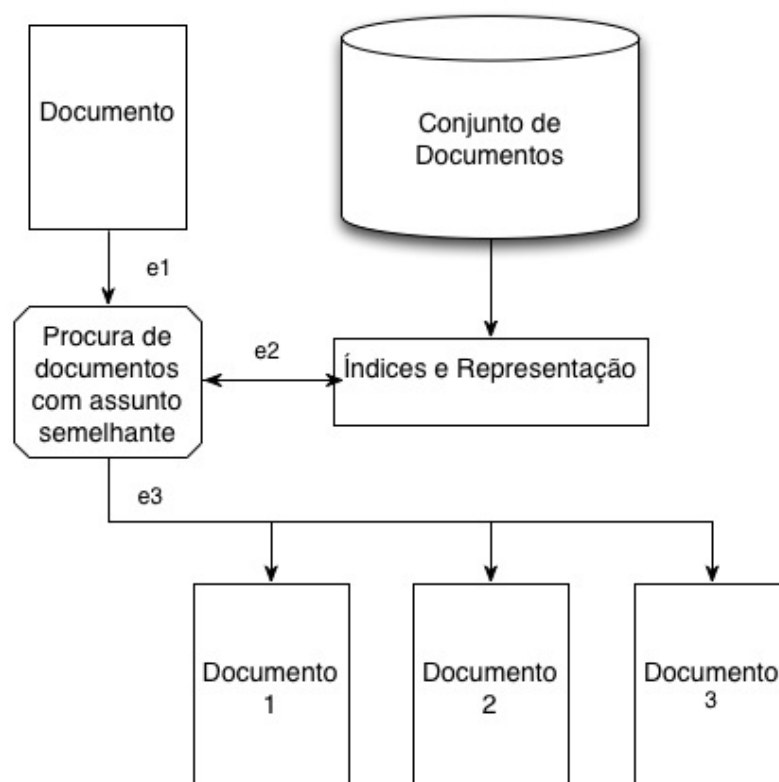 Documento
Conjunto de
Documentos
e1
Procura de
documentos
com assunto
semelhante
e2
Índices e Representação
e3
Documento
1
Documento
2
Documento
3